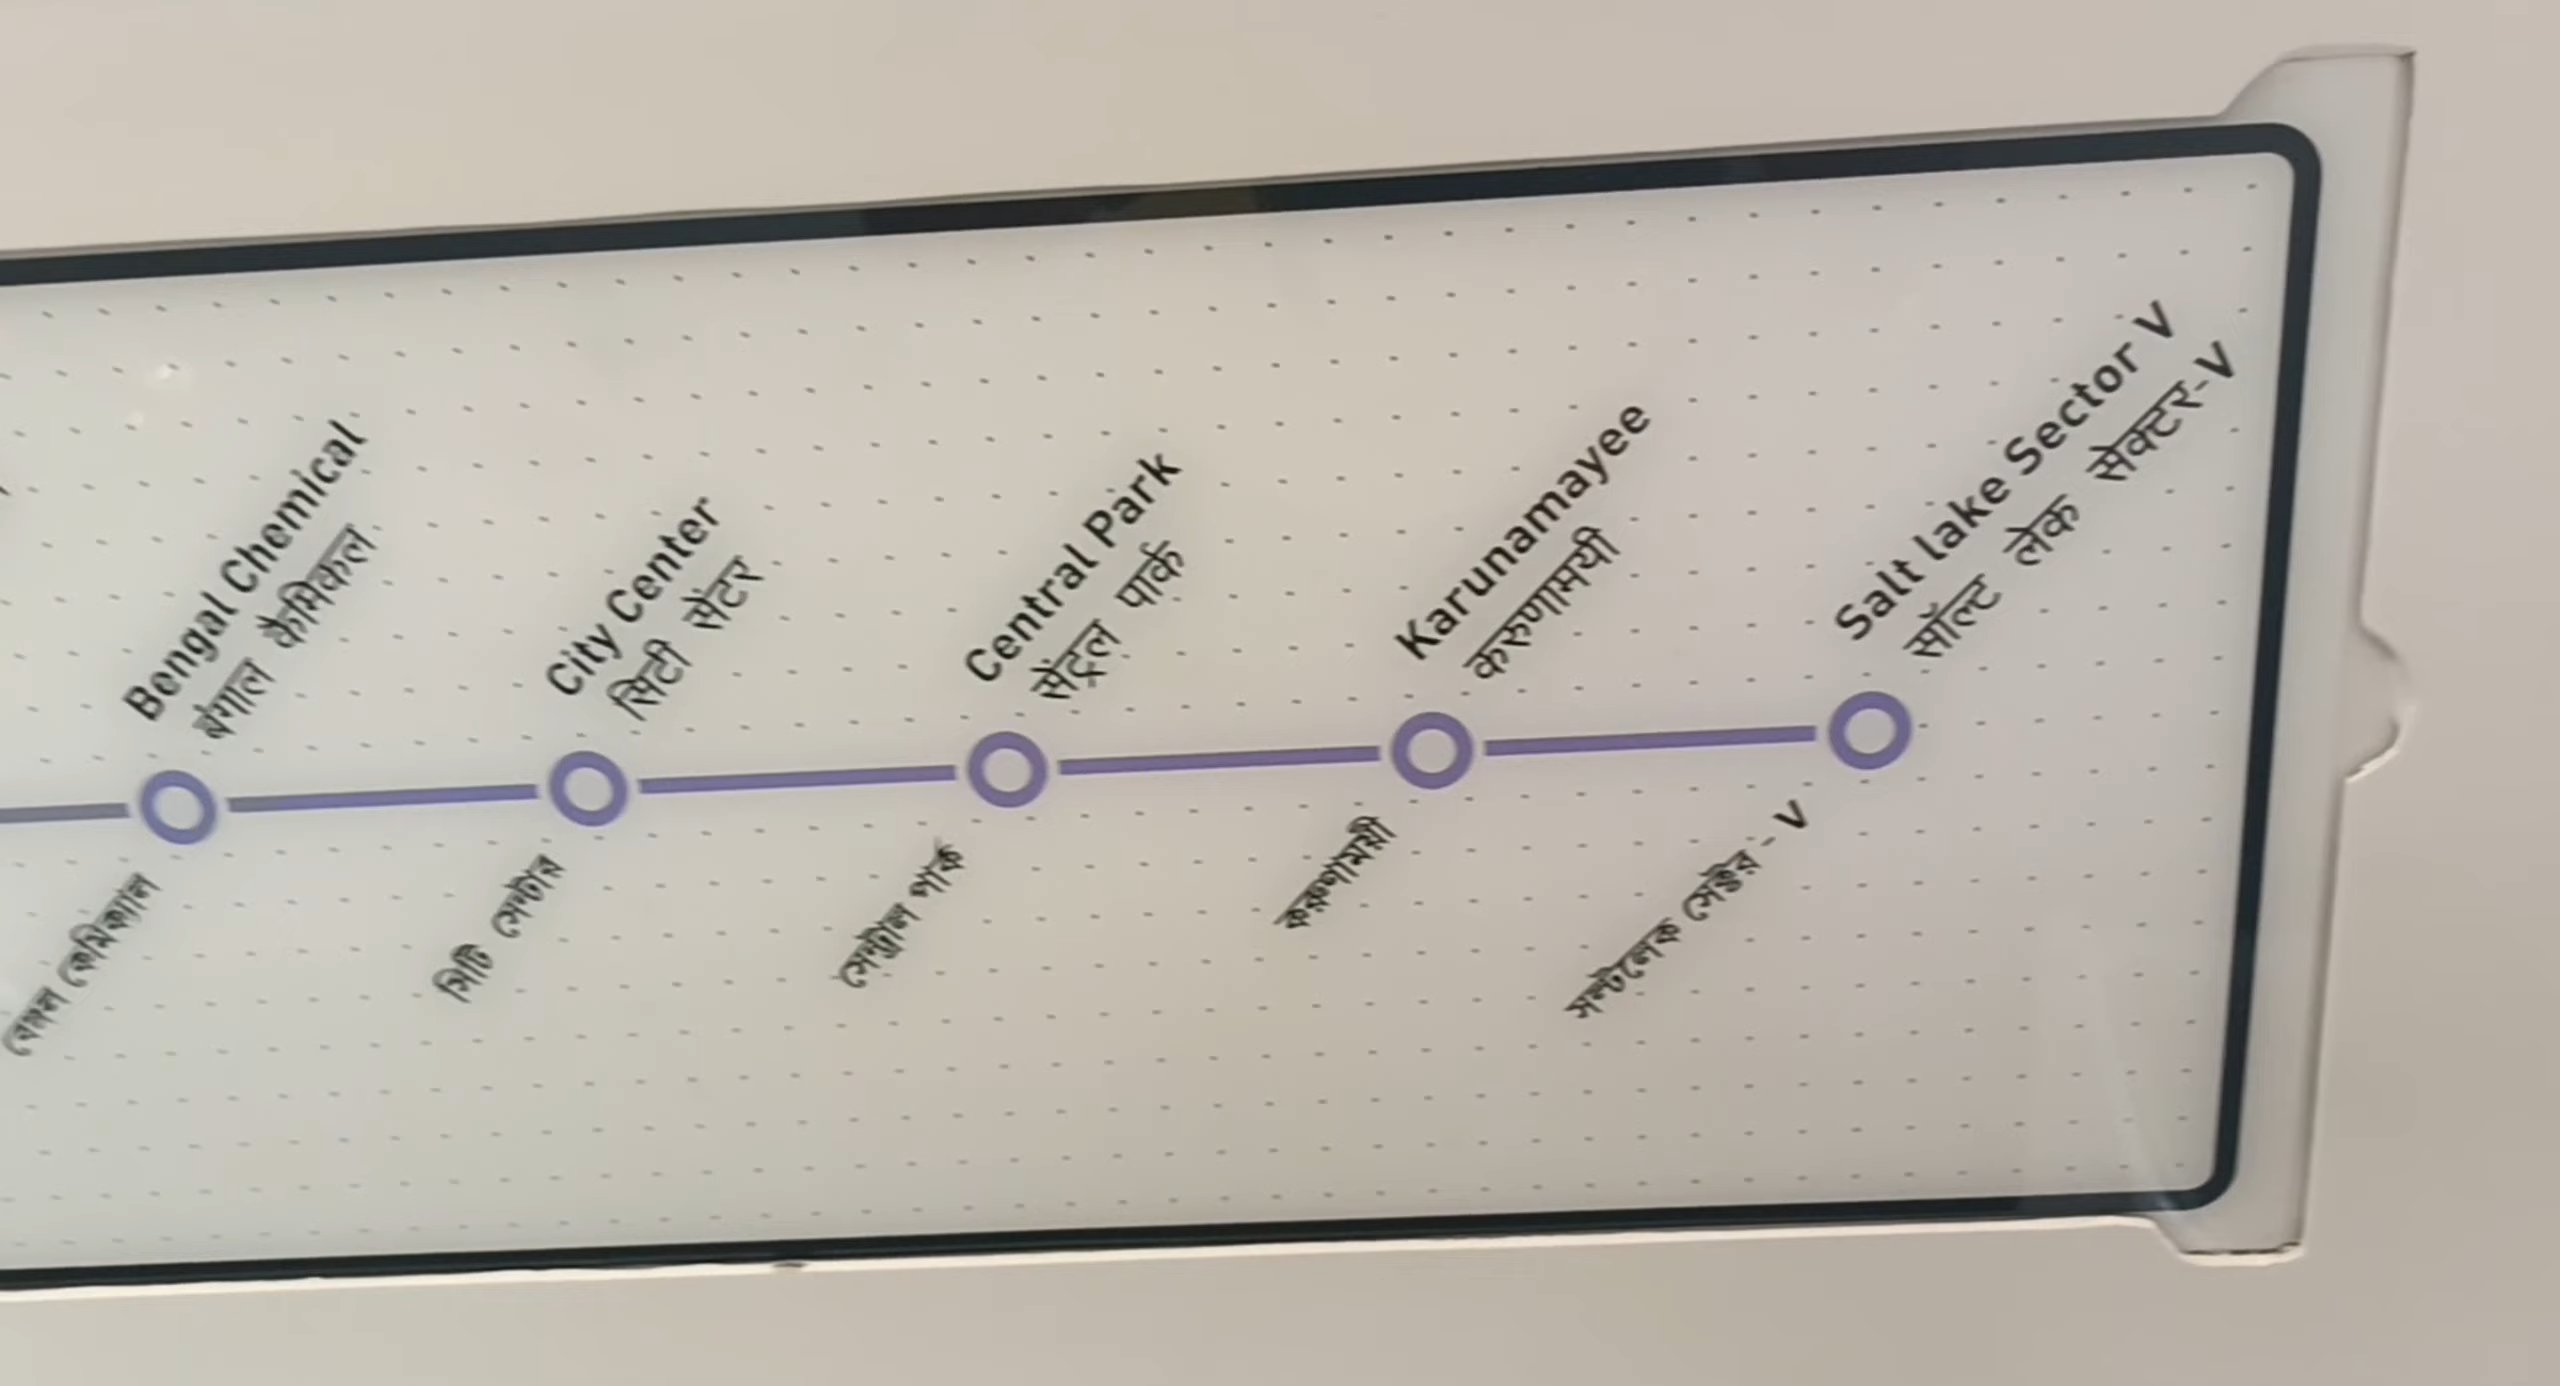 Bengal Chemical
बंगाल कैमिकल
City Center
सिटी सेंटर
Central Park
सेंट्रल पार्क
Karunamayee
करुणामयी
Salt lake Sector V
सॉल्ट लेक सेक्टर-V
বেঙ্গল কেমিক্যাল
সিটি সেন্টার
সেন্ট্রাল পার্ক
করুণাময়ী
সল্টলেক সেক্টর - V